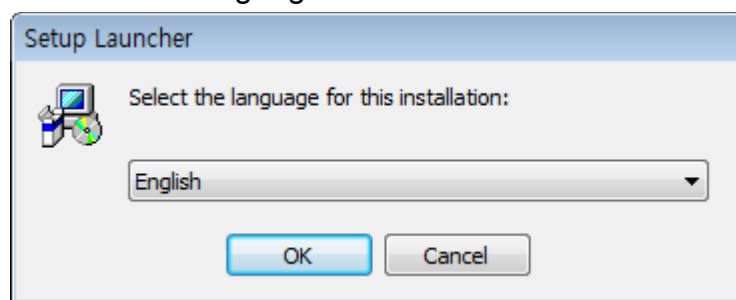 Setup Launcher
Select the language for this installation:
English
OK
Cancel